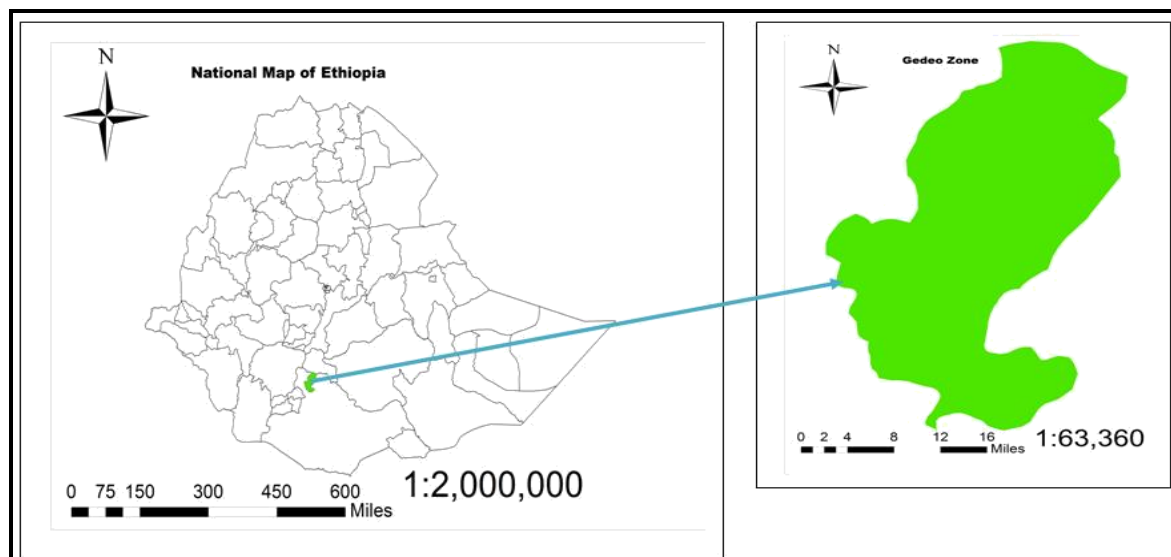 N
National Map of Ethiopia
1:2,000,000
0 75 150 300 450 600
Miles
N
Gedeo Zone
0 2 4 8 12 16
Miles
1:63,360